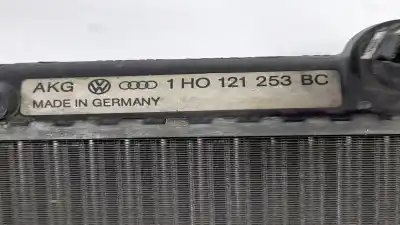 AKG 1 HO 121 253 BC
MADE IN GERMANY